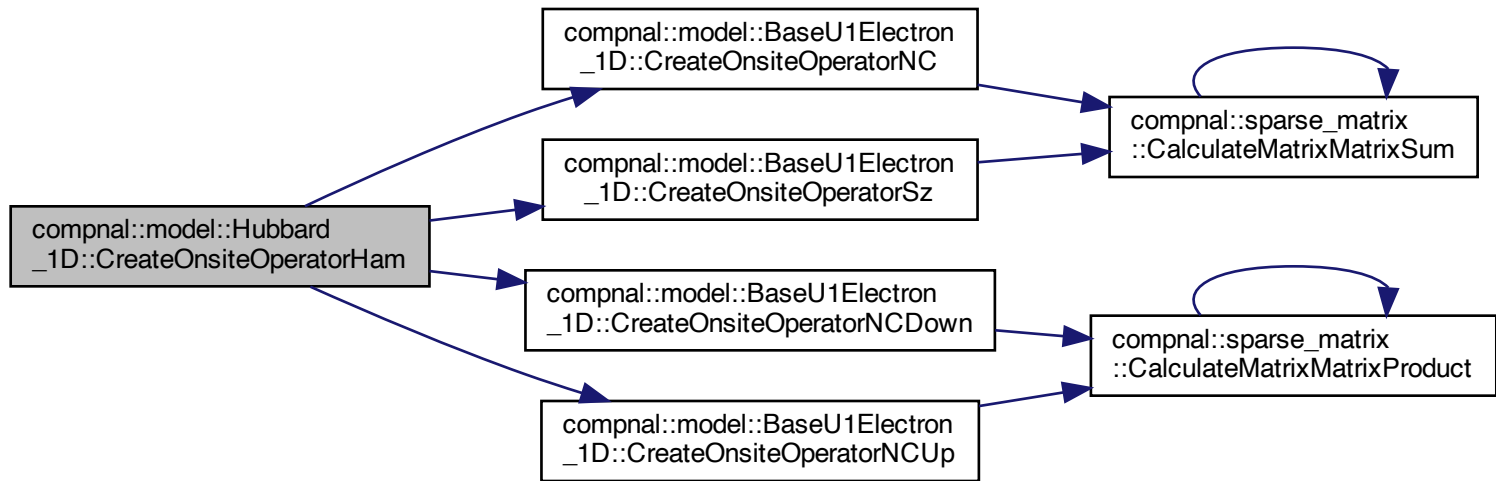 compnal::model::Hubbard
_1D::CreateOnsiteOperatorHam
compnal::model::BaseU1Electron
_1D::CreateOnsiteOperatorNC
compnal::model::BaseU1Electron
_1D::CreateOnsiteOperatorSz
compnal::model::BaseU1Electron
_1D::CreateOnsiteOperatorNCDown
compnal::model::BaseU1Electron
_1D::CreateOnsiteOperatorNCUp
compnal::sparse_matrix
::CalculateMatrixMatrixSum
compnal::sparse_matrix
::CalculateMatrixMatrixProduct